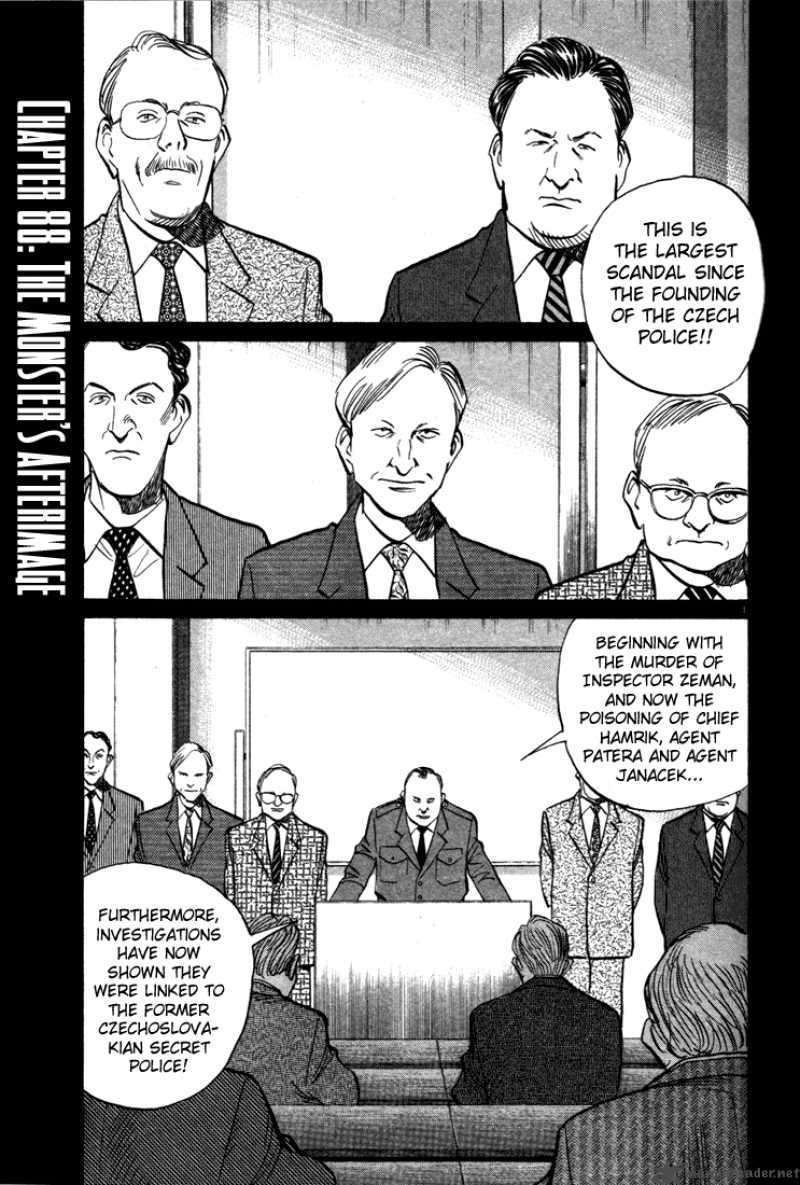 CHAPTER 88: THE MONSTER'S AFTERIMAGE
THIS IS
THE LARGEST
SCANDAL SINCE
THE FOUNDING
OF THE CZECH
POLICE!!
1
BEGINNING WITH
THE MURDER OF
INSPECTOR ZEMAN,
AND NOW THE
POISONING OF CHIEF
HAMRIK, AGENT
PATERA AND AGENT
JANACEK...
FURTHERMORE,
INVESTIGATIONS
HAVE NOW
SHOWN THEY
WERE LINKED TO
THE FORMER
CZECHOSLOVA-
KIAN SECRET
POLICE!